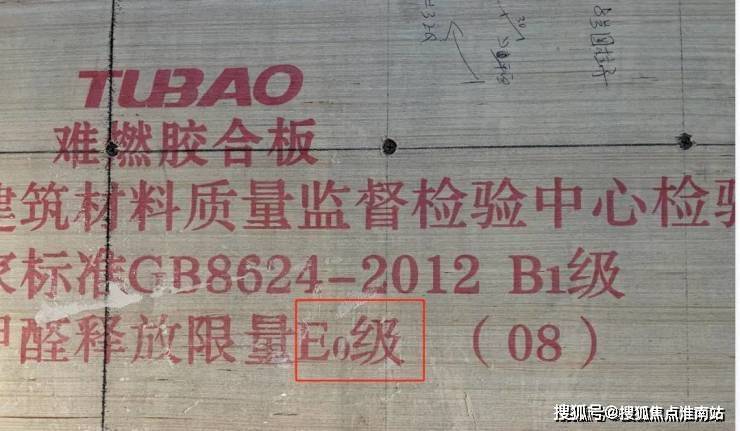 TUBAO
难燃胶合板
建筑材料质量监督检验中心检验
家标准GB8624-2012 B1级
甲醛释放限量E0级 (08)
搜狐号@搜狐焦点淮南站